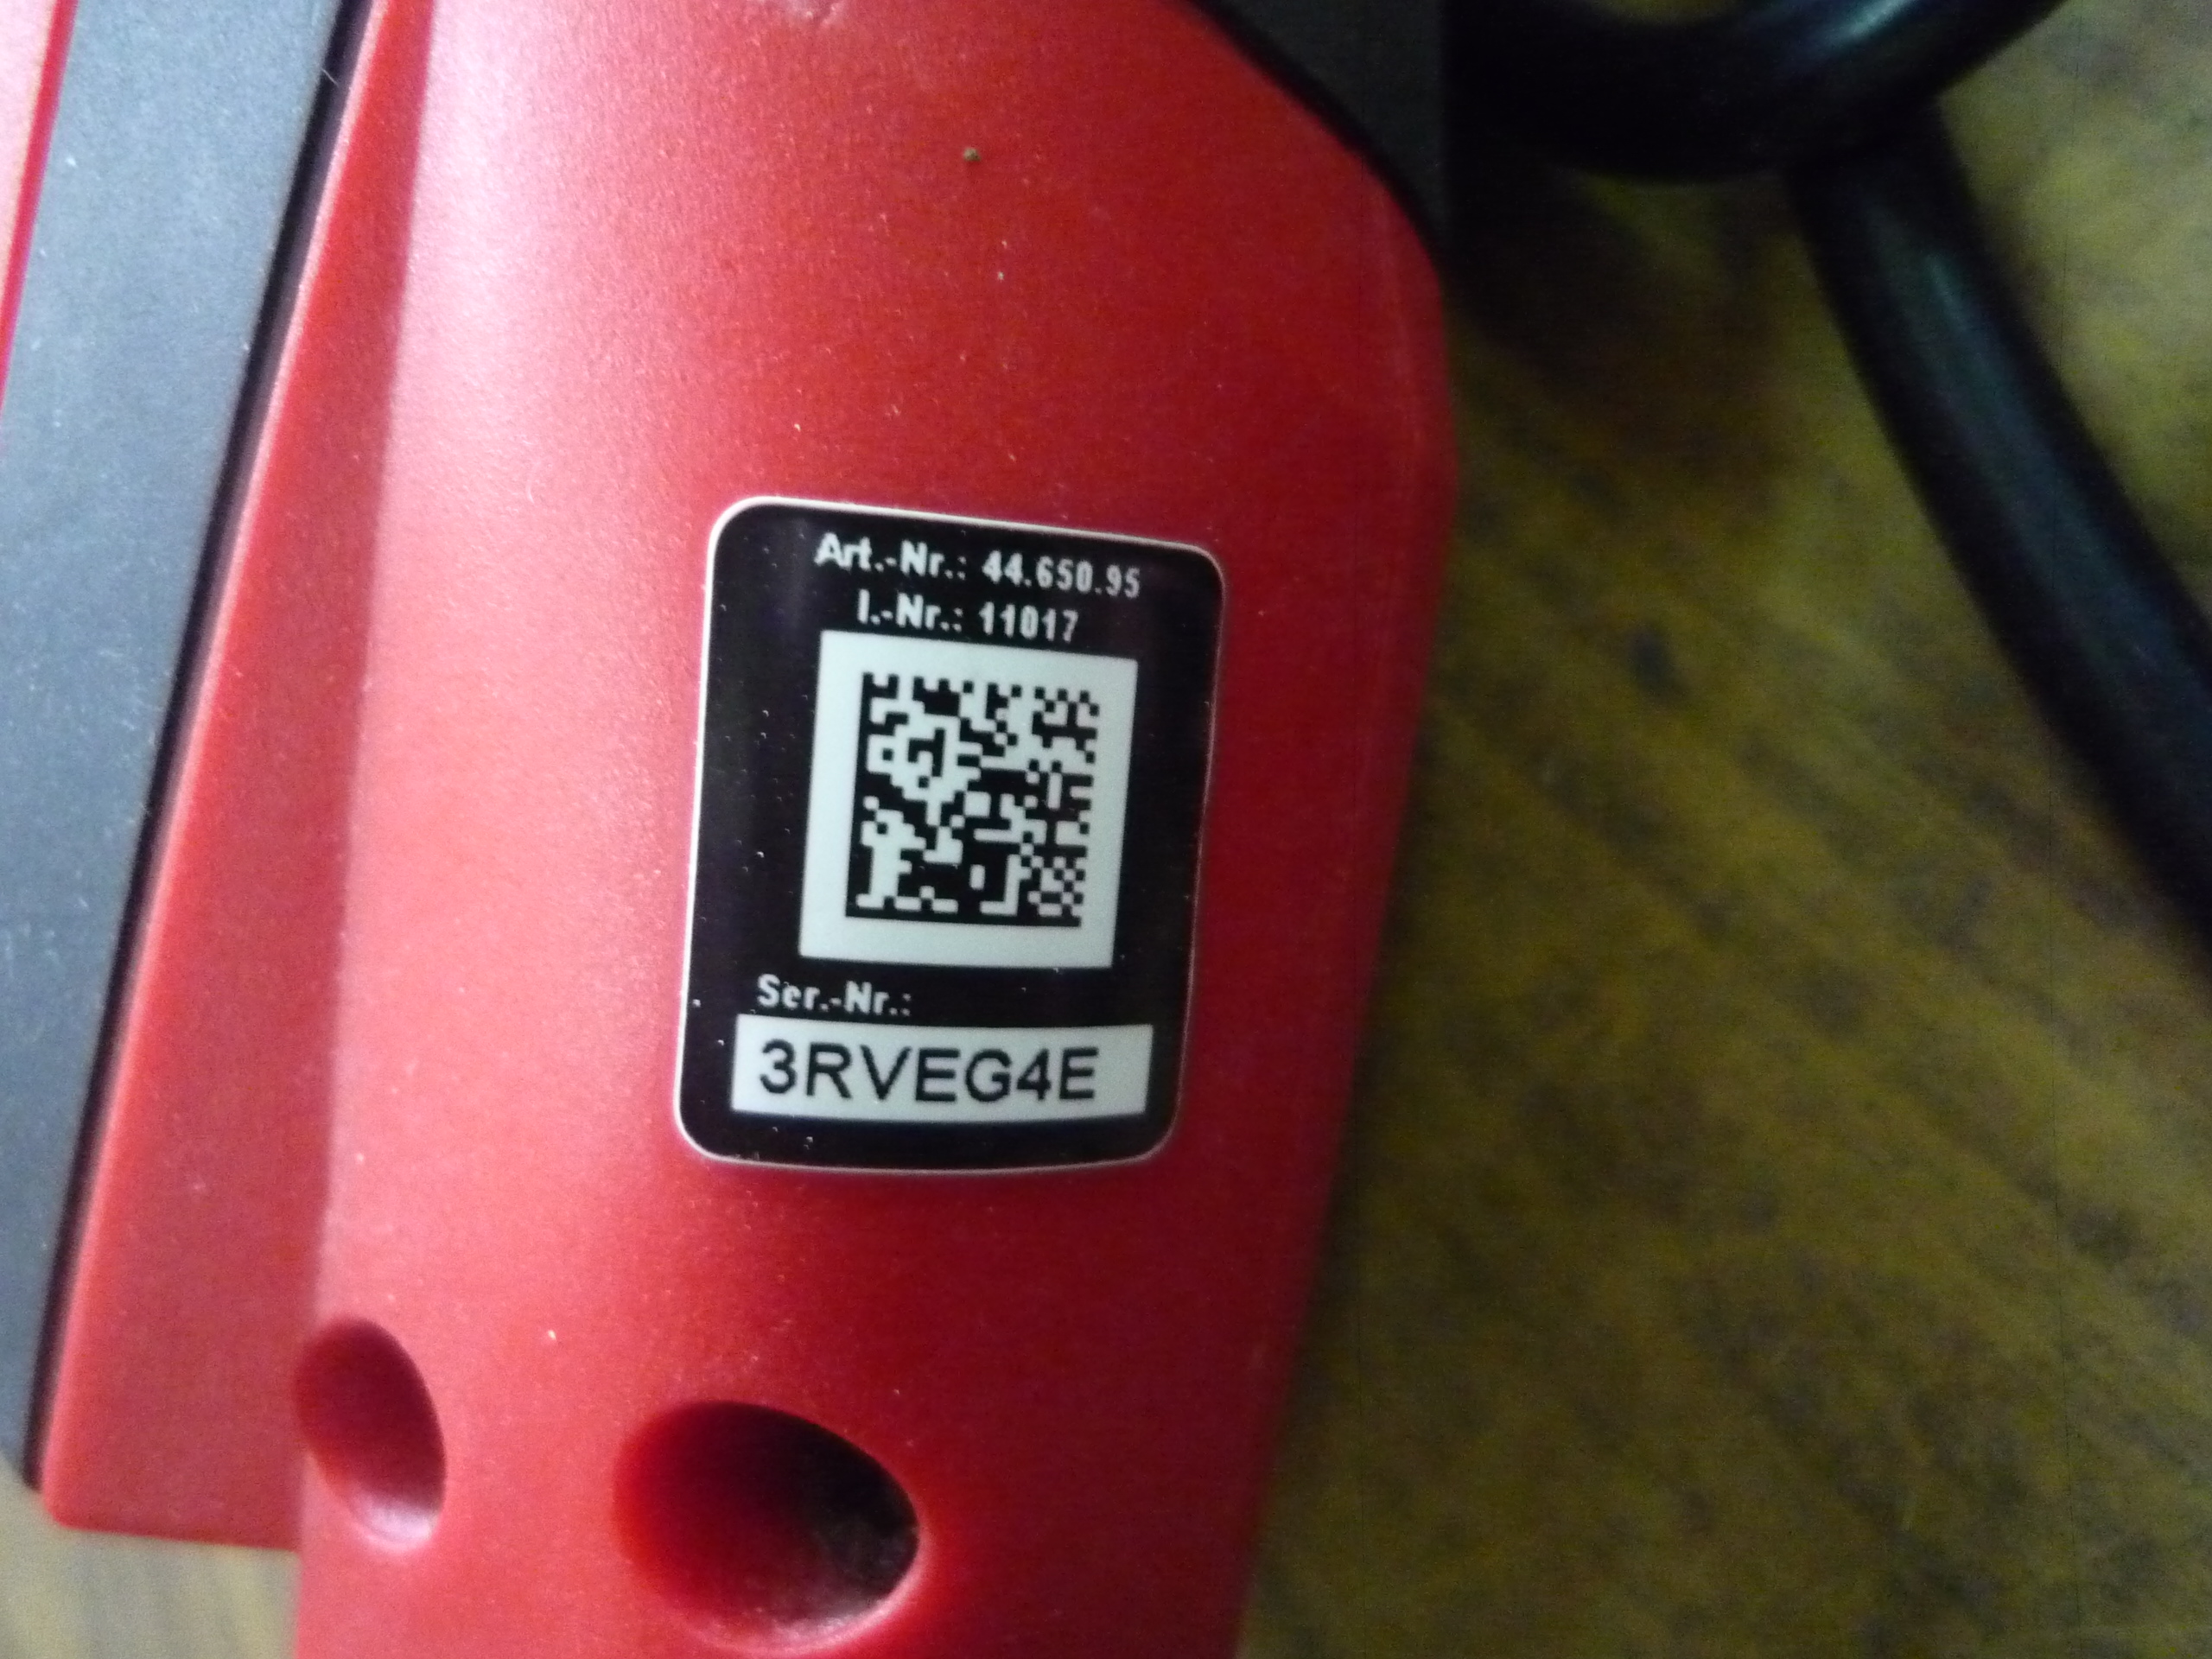 Art.-Nr.: 44.650.95
I.-Nr.: 11017
Ser.-Nr.:
3RVEG4E